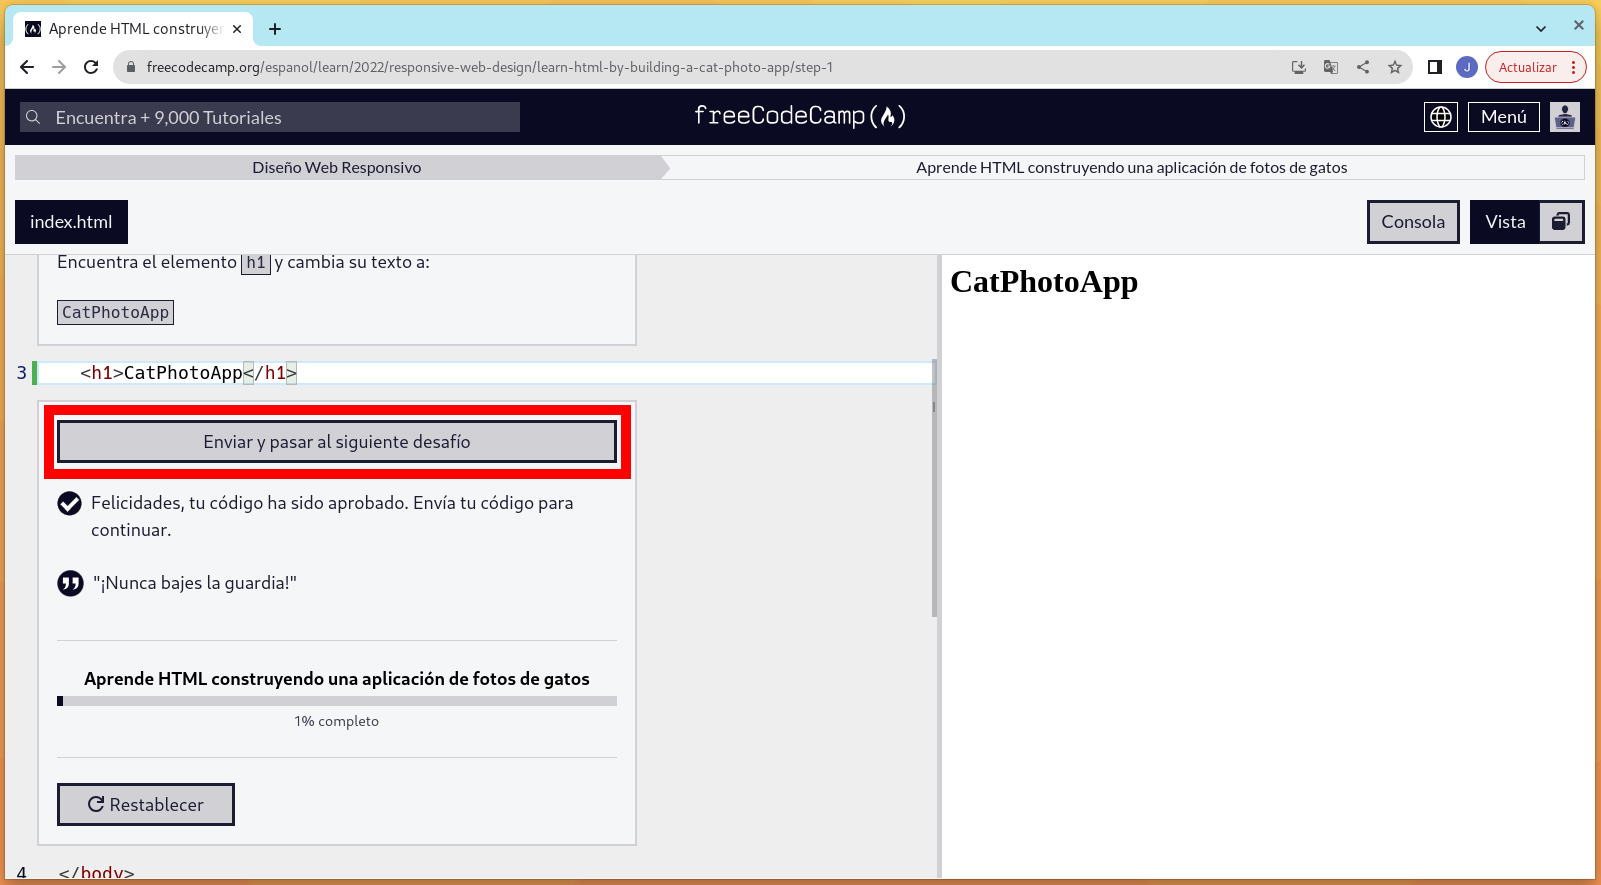 Aprende HTML construyen
freecodecamp.org/espanol/learn/2022/responsive-web-design/learn-html-by-building-a-cat-photo-app/step-1
J
Actualizar
Encuentra + 9,000 Tutoriales
freeCodeCamp
Menú
Diseño Web Responsivo
Aprende HTML construyendo una aplicación de fotos de gatos
index.html
Consola
Vista
Encuentra el elemento h1 y cambia su texto a:
CatPhotoApp
3 <h1>CatPhotoApp</h1>
Enviar y pasar al siguiente desafío
Felicidades, tu código ha sido aprobado. Envía tu código para
continuar.
"¡Nunca bajes la guardia!"
Aprende HTML construyendo una aplicación de fotos de gatos
1% completo
Restablecer
4 </body>
CatPhotoApp